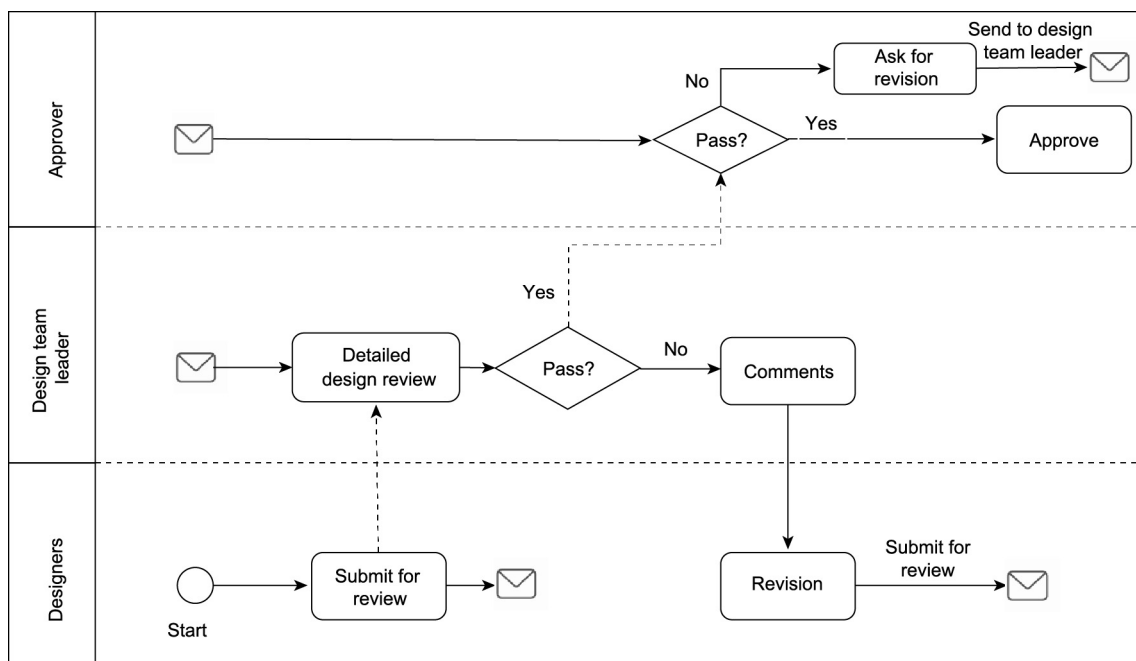 Approver
No
Ask for
revision
Send to design
team leader
Pass?
Yes
Approve
Design team
leader
Detailed
design review
Yes
Pass?
No
Comments
Designers
Start
Submit for
review
Revision
Submit for
review